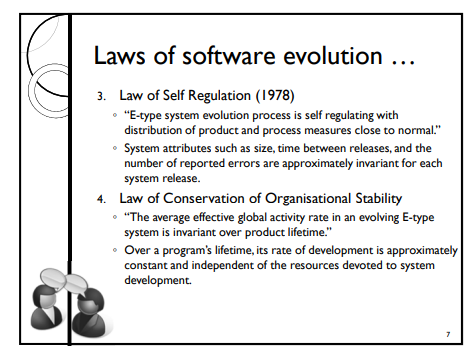 Laws of software evolution …
3. Law of Self Regulation (1978)
◦ “E-type system evolution process is self regulating with
distribution of product and process measures close to normal.”
◦ System attributes such as size, time between releases, and the
number of reported errors are approximately invariant for each
system release.
4. Law of Conservation of Organisational Stability
◦ “The average effective global activity rate in an evolving E-type
system is invariant over product lifetime.”
◦ Over a program’s lifetime, its rate of development is approximately
constant and independent of the resources devoted to system
development.
7